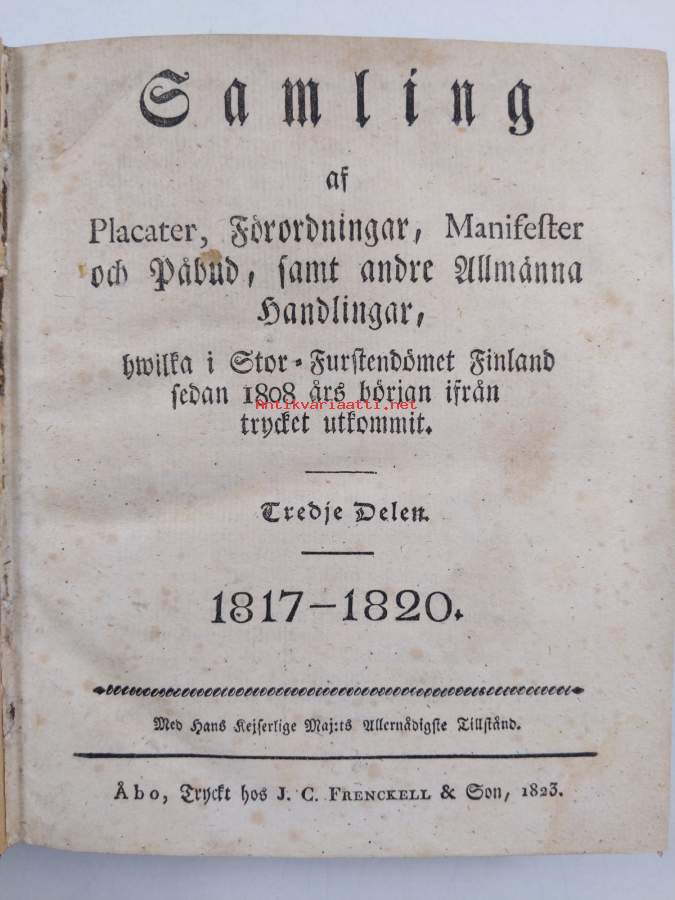 Samling
af
Placater, Förordningar, Manifester
och Påbud, samt andre Allmänna
Handlingar,
hwilka i Stor-Furstendömet Finland
sedan 1808 års början ifrån
Antikvariaatti.net
trycket utkommit.
Tredje Delen.
1817-1820.
Med Hans Kejserlige Maj:ts Allernådigste Tillstånd.
Åbo, Tryckt hos J. C. FRENCKELL & Son, 1823.